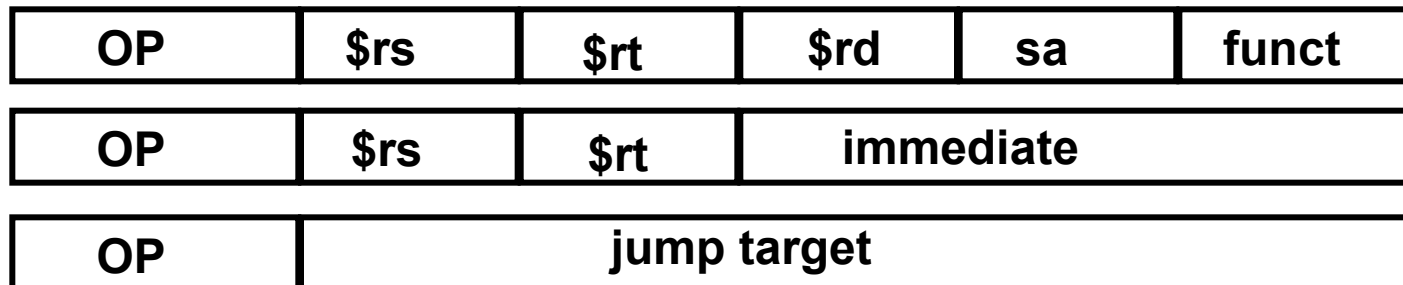 OP $rs $rt $rd sa funct
OP $rs $rt immediate
OP jump target